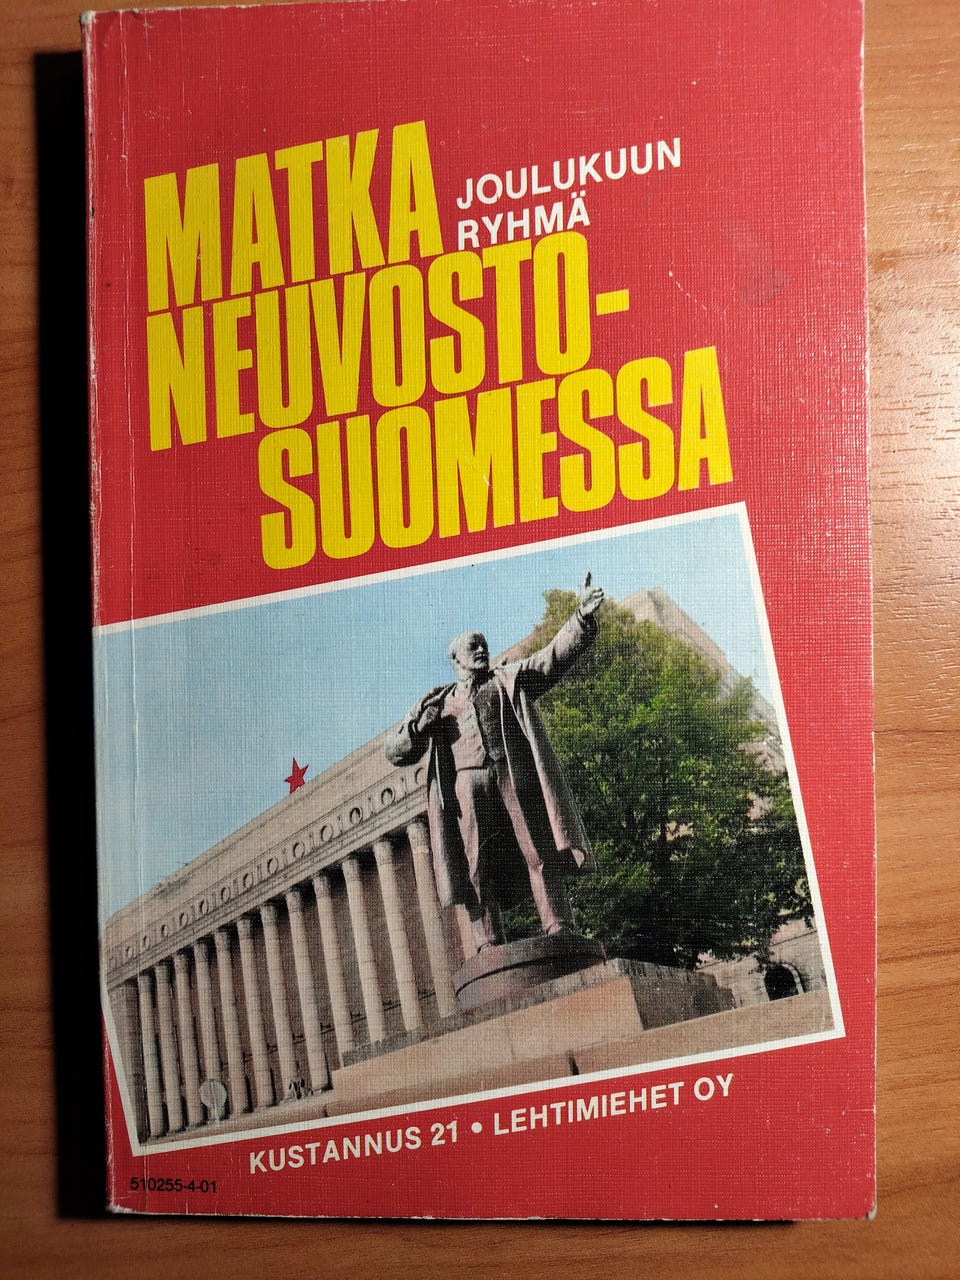 MATKA
JOULUKUUN
RYHMÄ
NEUVOSTO-
SUOMESSA
KUSTANNUS 21 • LEHTIMIEHET OY
510255-4-01